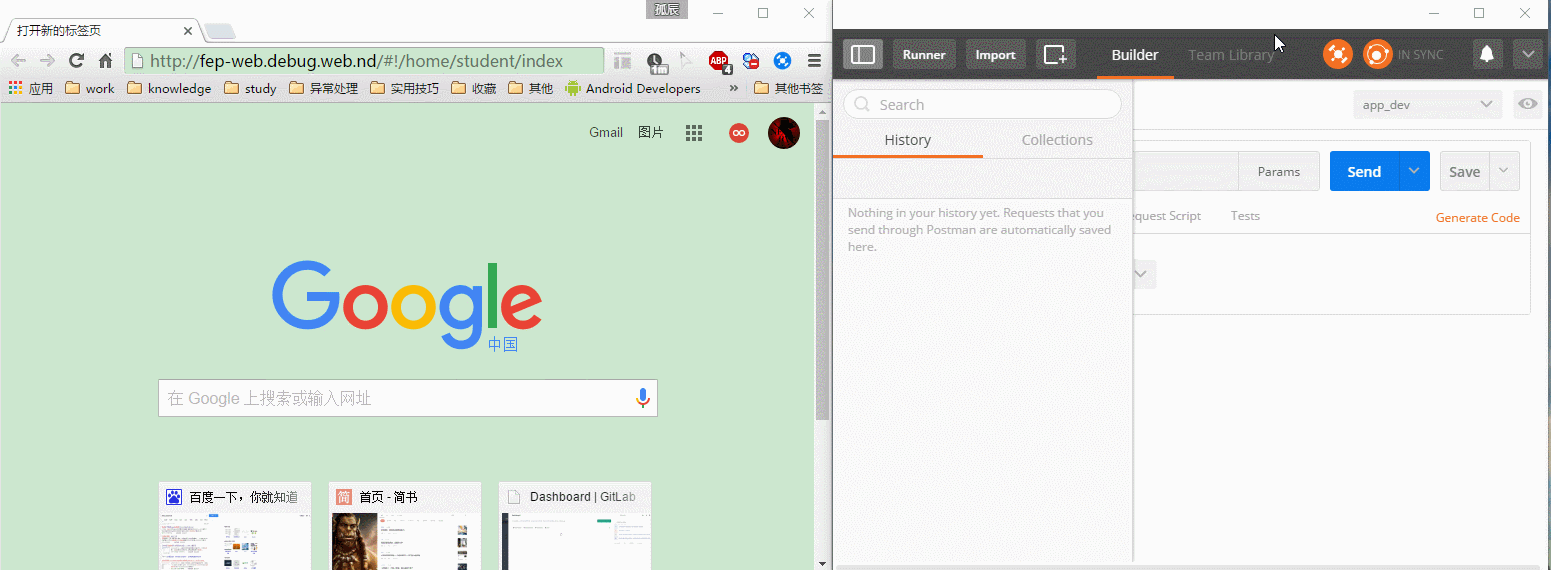 孤辰
打开新的标签页
http://fep-web.debug.web.nd/#!/home/student/index
1m
ABP
4
应用 work knowledge study 异常处理 实用技巧 收藏 其他 Android Developers » 其他书签
Gmail 图片
Google
中国
在 Google 上搜索或输入网址
百度一下，你就知道
简 首页 - 简书
Dashboard | GitLab
Runner Import Builder Team Library IN SYNC
Search
app_dev
History Collections
Params Send Save
Nothing in your history yet. Requests that you
send through Postman are automatically saved
here.
equest Script Tests Generate Code